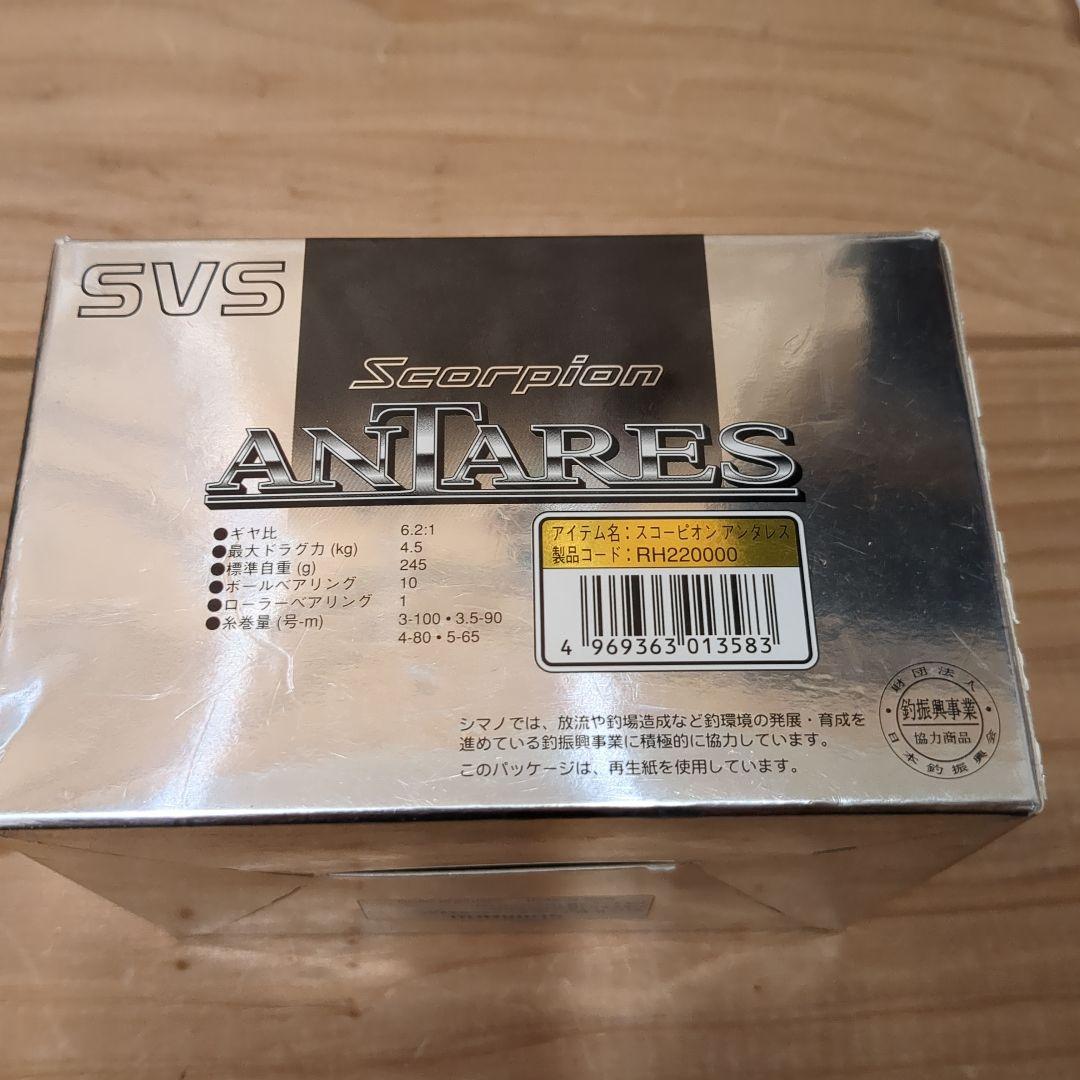 SVS
Scorpion
ANTARES
●ギヤ比 6.2:1
●最大ドラグ力 (kg) 4.5
●標準自重 (g) 245
●ボールベアリング 10
●ローラーベアリング 1
●糸巻量 (号-m) 3-100・3.5-90
4-80・5-65
アイテム名：スコーピオン アンタレス
製品コード：RH220000
4 969363 013583
シマノでは、放流や釣場造成など釣環境の発展・育成を
進めている釣振興事業に積極的に協力しています。
このパッケージは、再生紙を使用しています。
財団法人
釣振興事業
協力商品
日本釣振興会